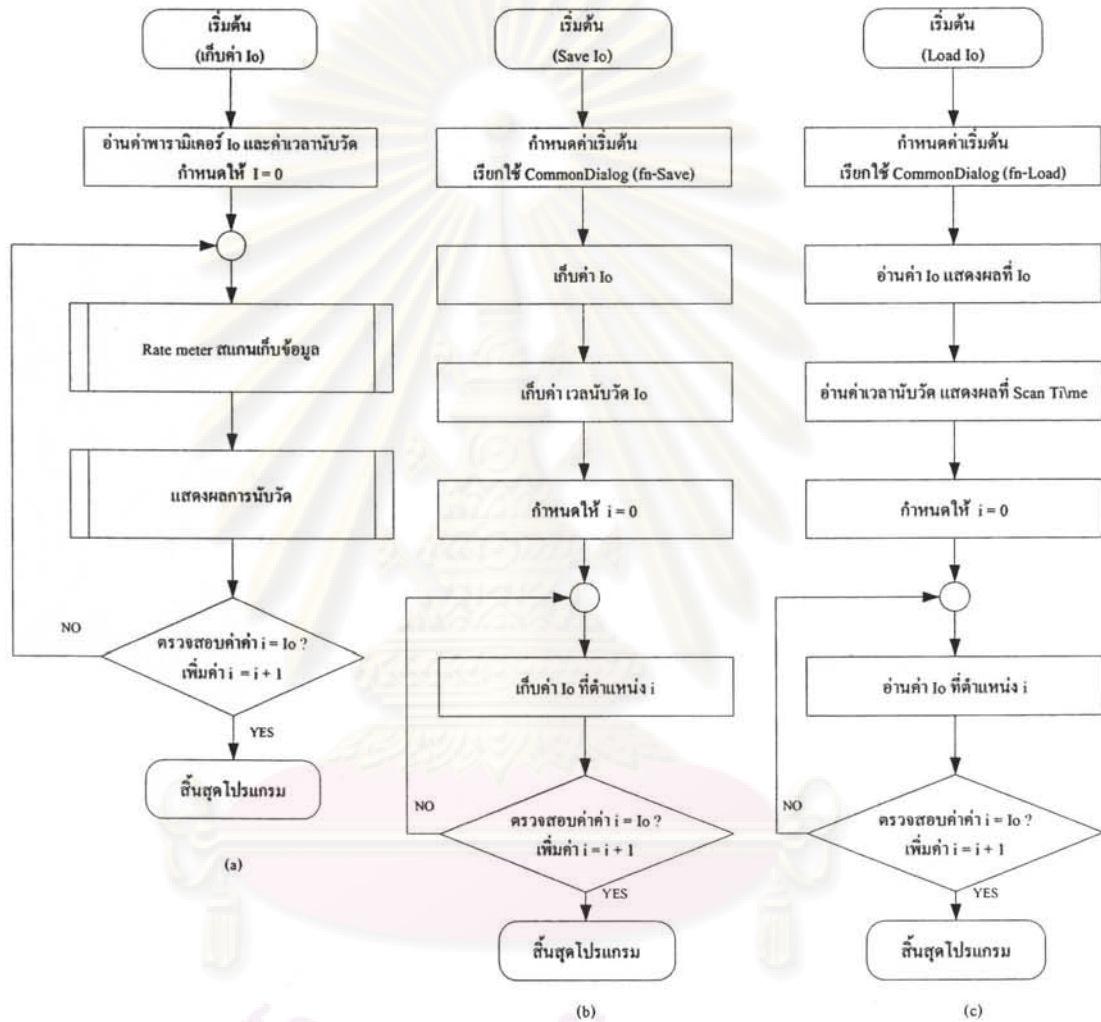 เริ่มต้น
(เก็บค่า Io)
อ่านค่าพารามิเตอร์ Io และค่าเวลานับวัด
กำหนดให้ I = 0
Rate meter สแกนเก็บข้อมูล
แสดงผลการนับวัด
NO
ตรวจสอบค่าค่า i = Io ?
เพิ่มค่า i = i + 1
YES
สิ้นสุดโปรแกรม
(a)
เริ่มต้น
(Save Io)
กำหนดค่าเริ่มต้น
เรียกใช้ CommonDialog (fn-Save)
เก็บค่า Io
เก็บค่า เวลนับวัด Io
กำหนดให้ i = 0
เก็บค่า Io ที่ตำแหน่ง i
NO
ตรวจสอบค่าค่า i = Io ?
เพิ่มค่า i = i + 1
YES
สิ้นสุดโปรแกรม
(b)
เริ่มต้น
(Load Io)
กำหนดค่าเริ่มต้น
เรียกใช้ CommonDialog (fn-Load)
อ่านค่า Io แสดงผลที่ Io
อ่านค่าเวลานับวัด แสดงผลที่ Scan Ti\me
กำหนดให้ i = 0
อ่านค่า Io ที่ตำแหน่ง i
NO
ตรวจสอบค่าค่า i = Io ?
เพิ่มค่า i = i + 1
YES
สิ้นสุดโปรแกรม
(c)